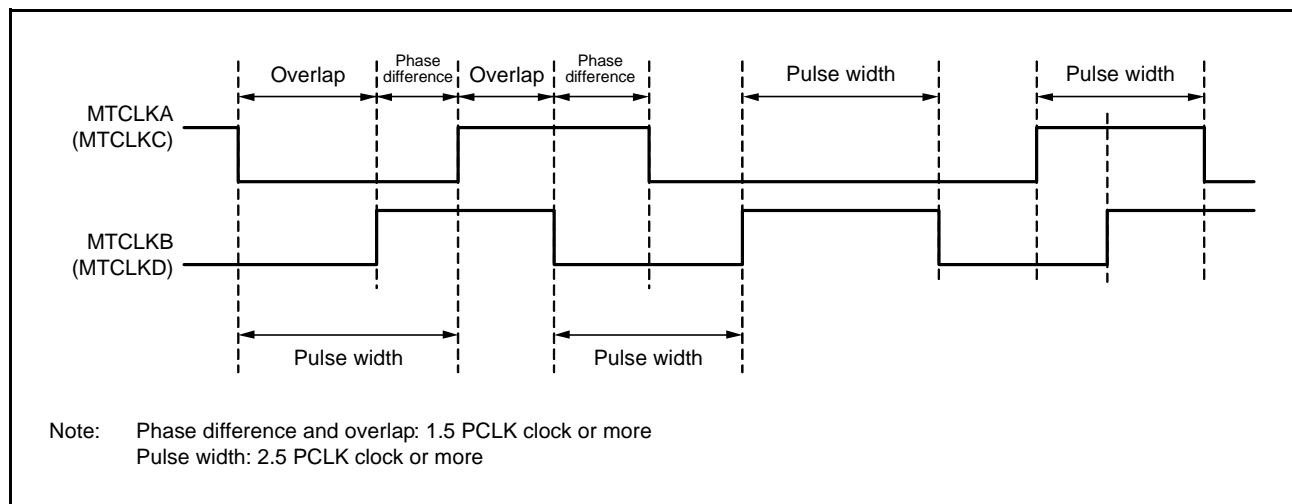 Overlap
Phase
difference
Overlap
Phase
difference
Pulse width
Pulse width
MTCLKA
(MTCLKC)
MTCLKB
(MTCLKD)
Pulse width
Pulse width
Note: Phase difference and overlap: 1.5 PCLK clock or more
Pulse width: 2.5 PCLK clock or more